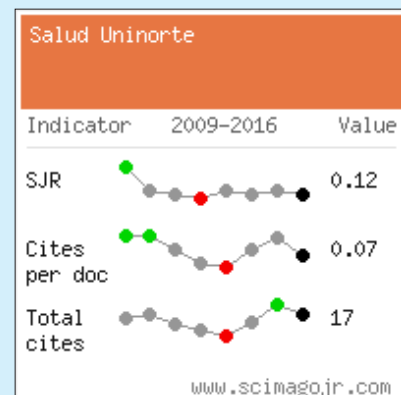 Salud Uninorte
Indicator 2009-2016 Value
SJR 0.12
Cites per doc 0.07
Total cites 17
www.scimagojr.com